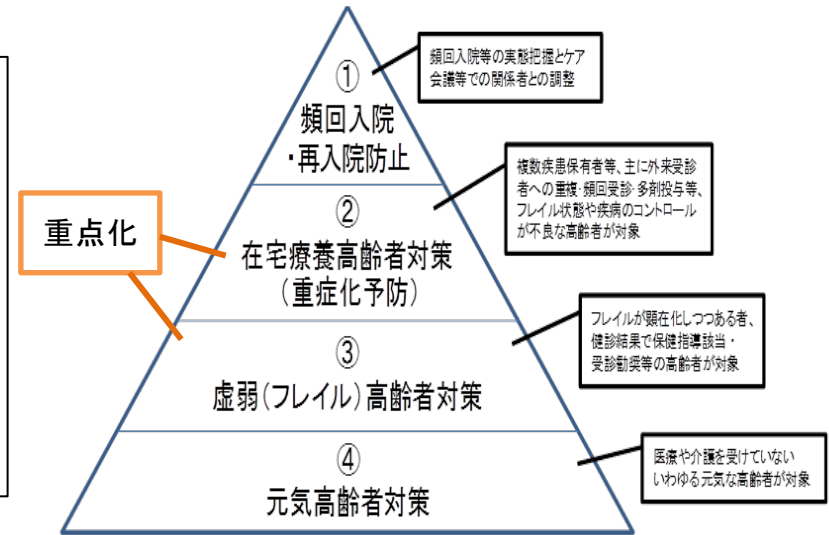 ①
頻回入院
・再入院防止
頻回入院等の実態把握とケア
会議等での関係者との調整
重点化
②
在宅療養高齢者対策
(重症化予防)
複数疾患保有者等、主に外来受診
者への重複・頻回受診・多剤投与等、
フレイル状態や疾病のコントロール
が不良な高齢者が対象
③
虚弱(フレイル)高齢者対策
フレイルが顕在化しつつある者、
健診結果で保健指導該当・
受診勧奨等の高齢者が対象
④
元気高齢者対策
医療や介護を受けていない
いわゆる元気な高齢者が対象